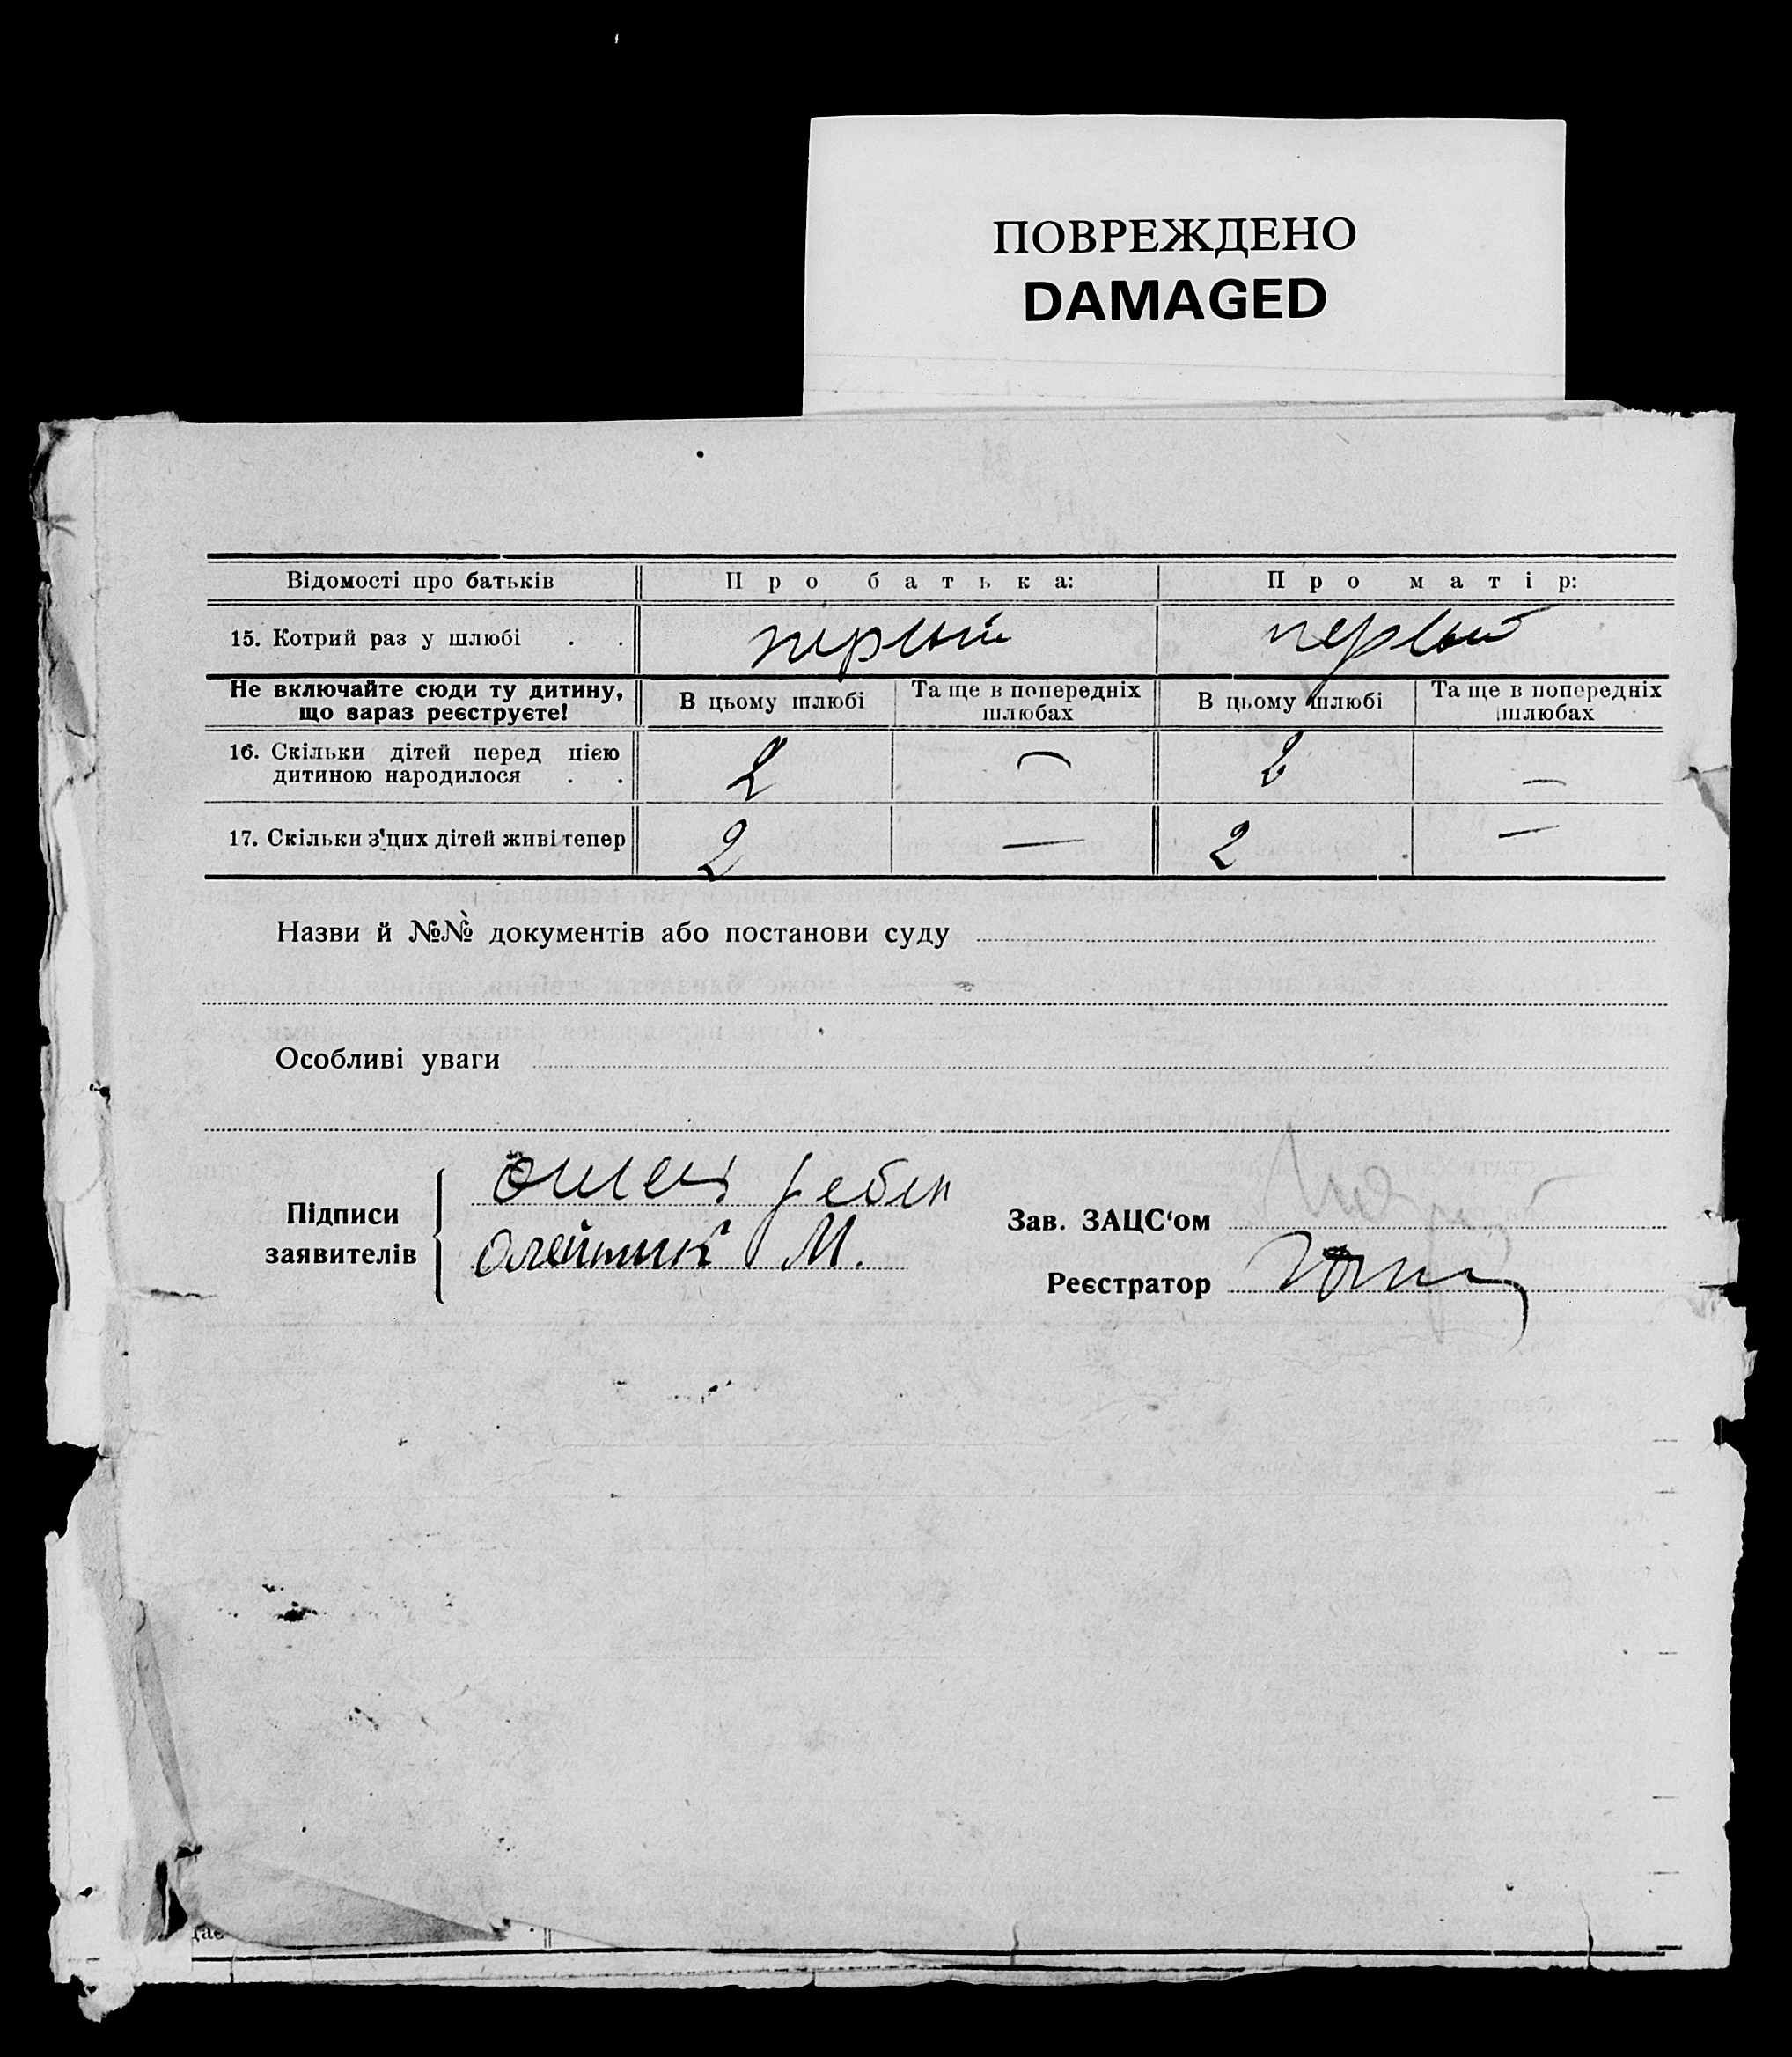 ПОВРЕЖДЕНО
DAMAGED
Відомості про батьків Про батька: Про матір:
15. Котрий раз у шлюбі . . первый первый
Не включайте сюди ту дитину, що вараз реєструєте! В цьому шлюбі Та ще в попередніх шлюбах В цьому шлюбі Та ще в попередніх шлюбах
16. Скільки дітей перед цією дитиною народилося . . 2 — 2 —
17. Скільки з'цих дітей живі тепер 2 — 2 —
Назви й №№ документів або постанови суду
Особливі уваги
Підписи заявителів
Олейник М.
Зав. ЗАЦС‘ом
Реєстратор